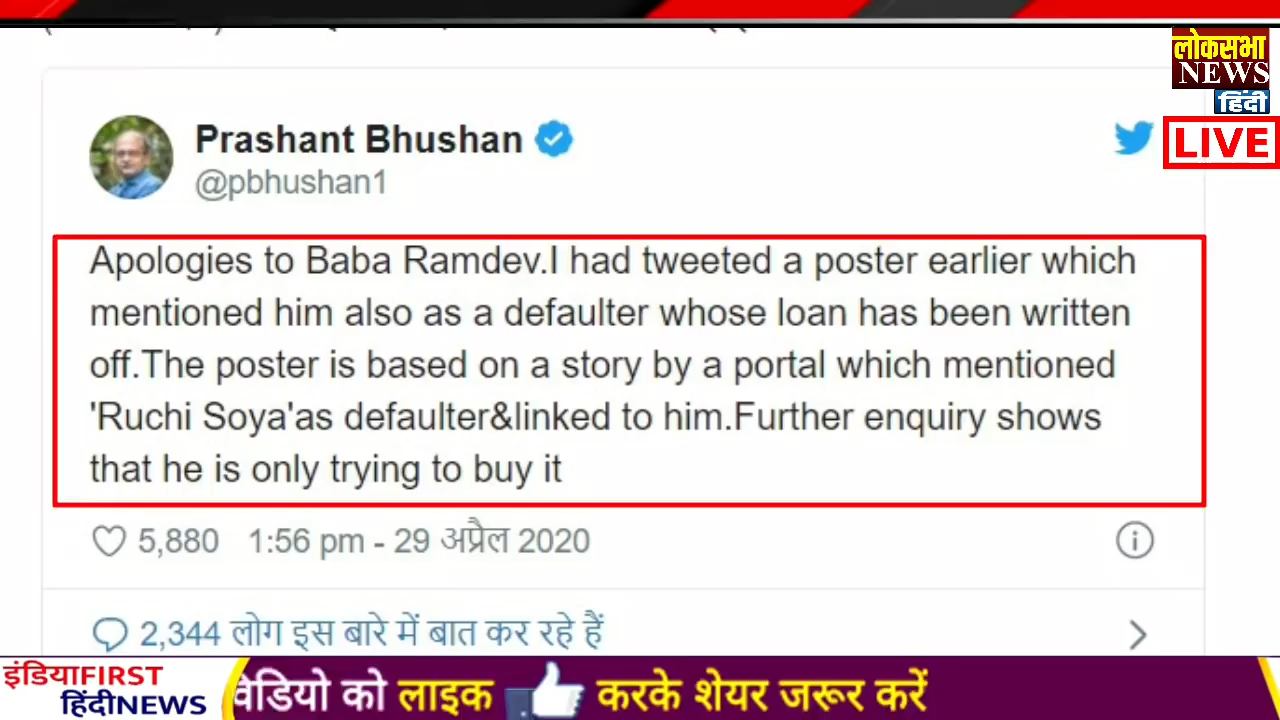 लोकसभा
NEWS
हिंदी
LIVE
Prashant Bhushan
@pbhushan1
Apologies to Baba Ramdev.I had tweeted a poster earlier which
mentioned him also as a defaulter whose loan has been written
off.The poster is based on a story by a portal which mentioned
'Ruchi Soya'as defaulter&linked to him.Further enquiry shows
that he is only trying to buy it
5,880 1:56 pm - 29 अप्रैल 2020
2,344 लोग इस बारे में बात कर रहे हैं
इंडियाFIRST
हिंदीNEWS
वेडियो को लाइक करके शेयर जरूर करें